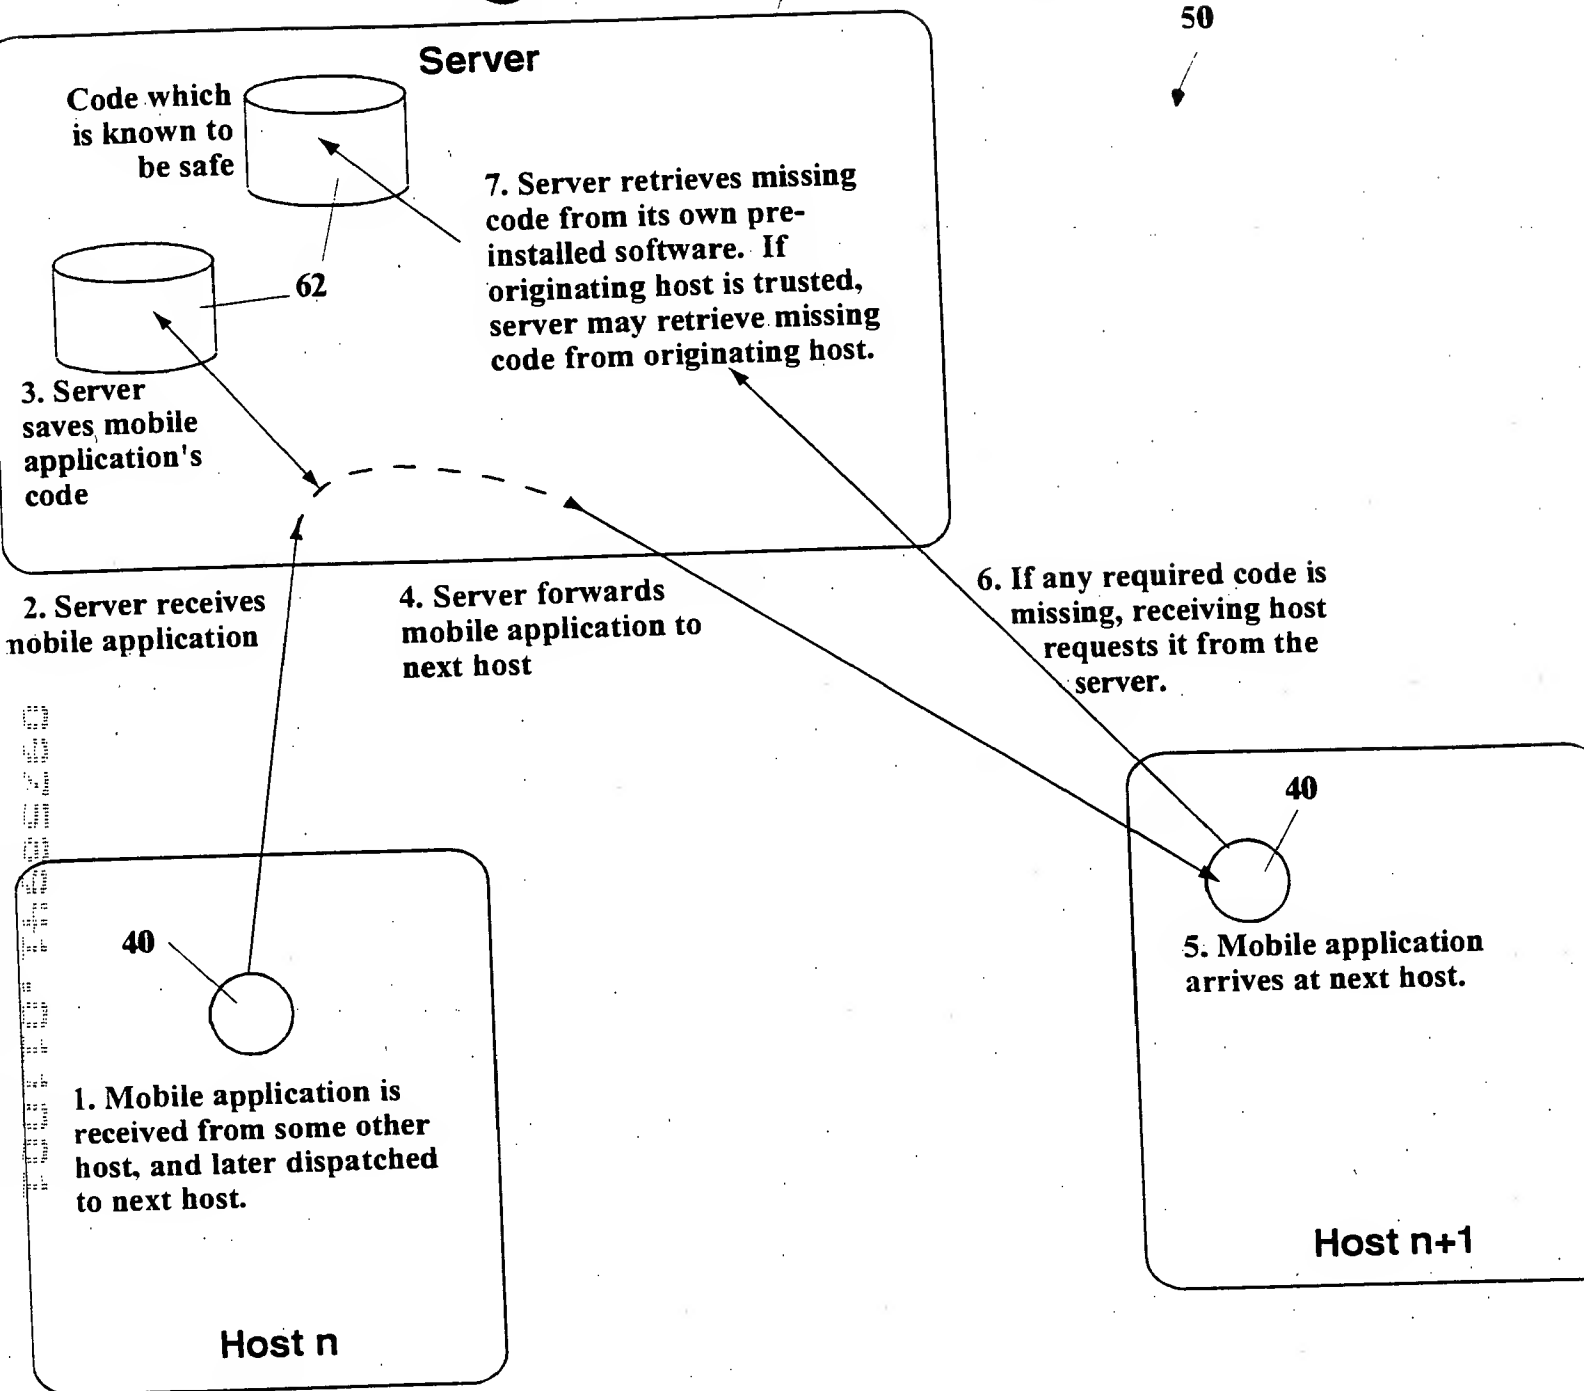 50
Server
Code which
is known to
be safe
7. Server retrieves missing
code from its own pre-
installed software. If
originating host is trusted,
server may retrieve missing
code from originating host.
62
3. Server
saves mobile
application's
code
2. Server receives
mobile application
4. Server forwards
mobile application to
next host
6. If any required code is
missing, receiving host
requests it from the
server.
40
5. Mobile application
arrives at next host.
Host n+1
40
1. Mobile application is
received from some other
host, and later dispatched
to next host.
Host n